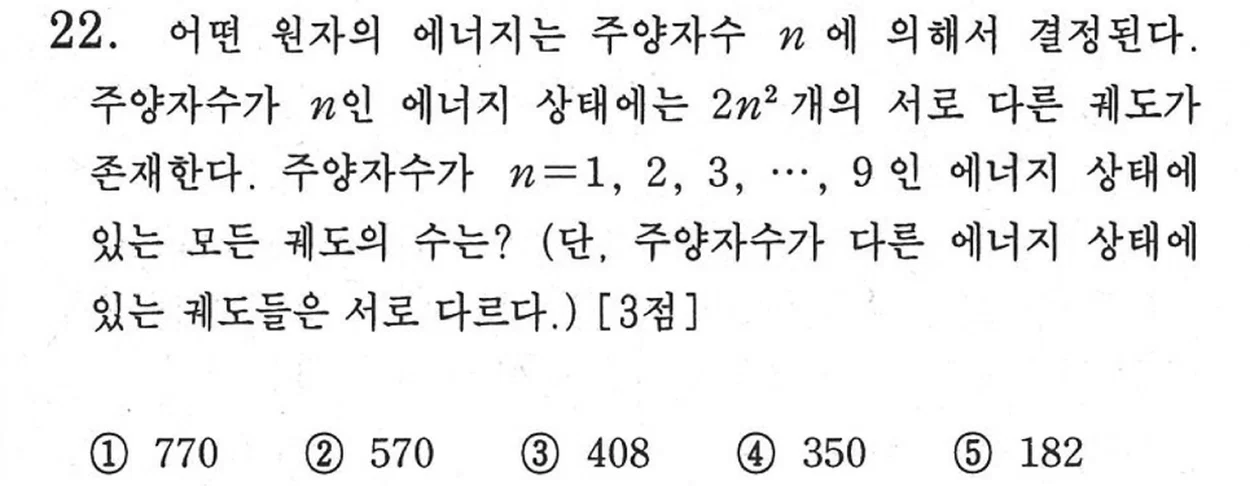 22. 어떤 원자의 에너지는 주양자수 n 에 의해서 결정된다.
주양자수가 n인 에너지 상태에는 2n² 개의 서로 다른 궤도가
존재한다. 주양자수가 n=1, 2, 3, ⋯, 9 인 에너지 상태에
있는 모든 궤도의 수는? (단, 주양자수가 다른 에너지 상태에
있는 궤도들은 서로 다르다.) [3점]
① 770 ② 570 ③ 408 ④ 350 ⑤ 182